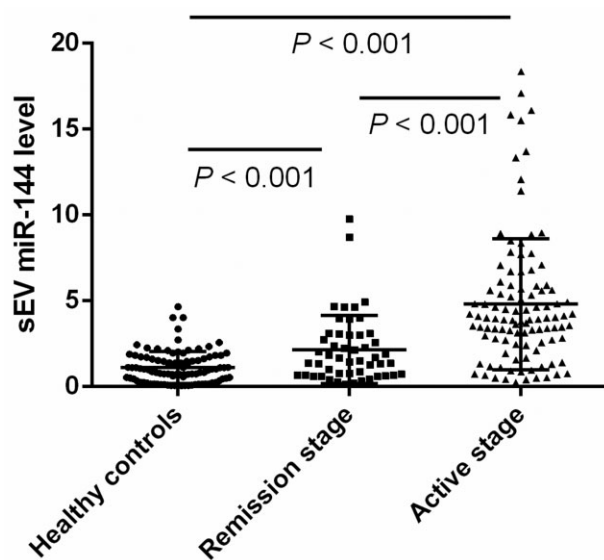 sEV miR-144 level
20
15
10
5
0
P < 0.001
P < 0.001
P < 0.001
Healthy controls
Remission stage
Active stage